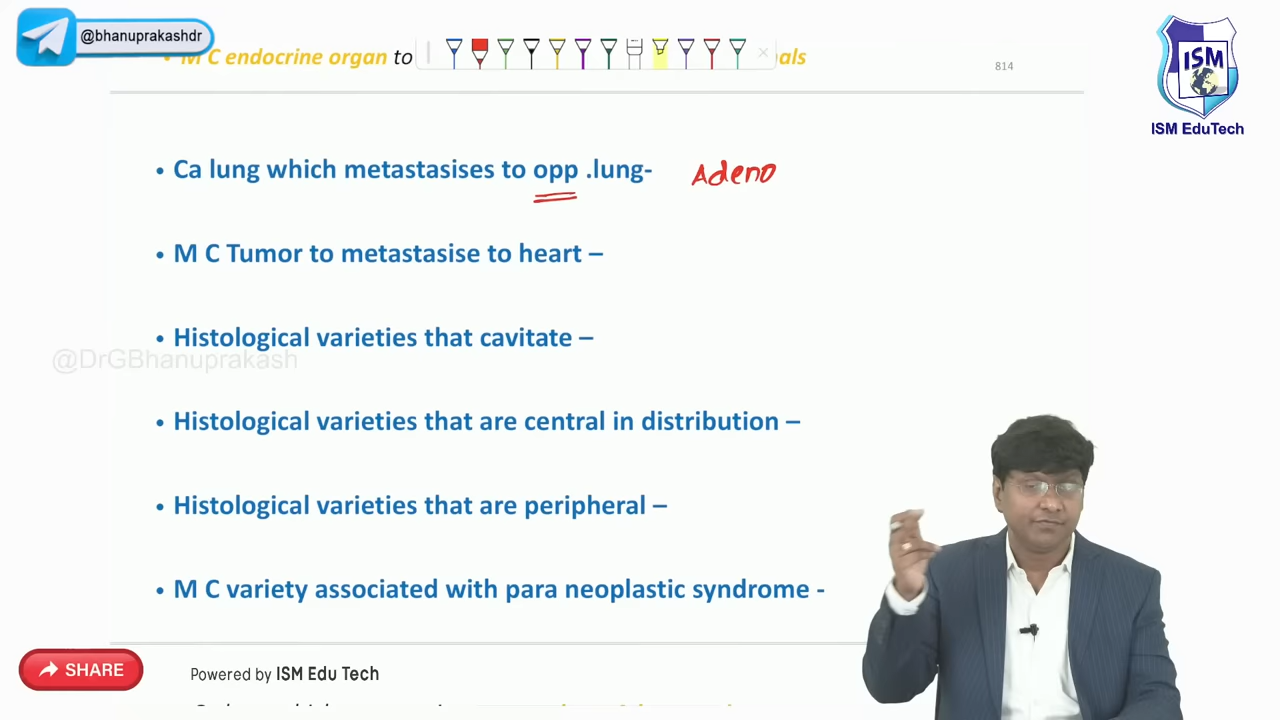 @bhanuprakashdr
• M C endocrine organ to als
814
ISM
ISM EduTech
• Ca lung which metastasises to opp .lung- Adeno
• M C Tumor to metastasise to heart –
• Histological varieties that cavitate –
@DrGBhanuprakash
• Histological varieties that are central in distribution –
• Histological varieties that are peripheral –
• M C variety associated with para neoplastic syndrome -
SHARE
Powered by ISM Edu Tech